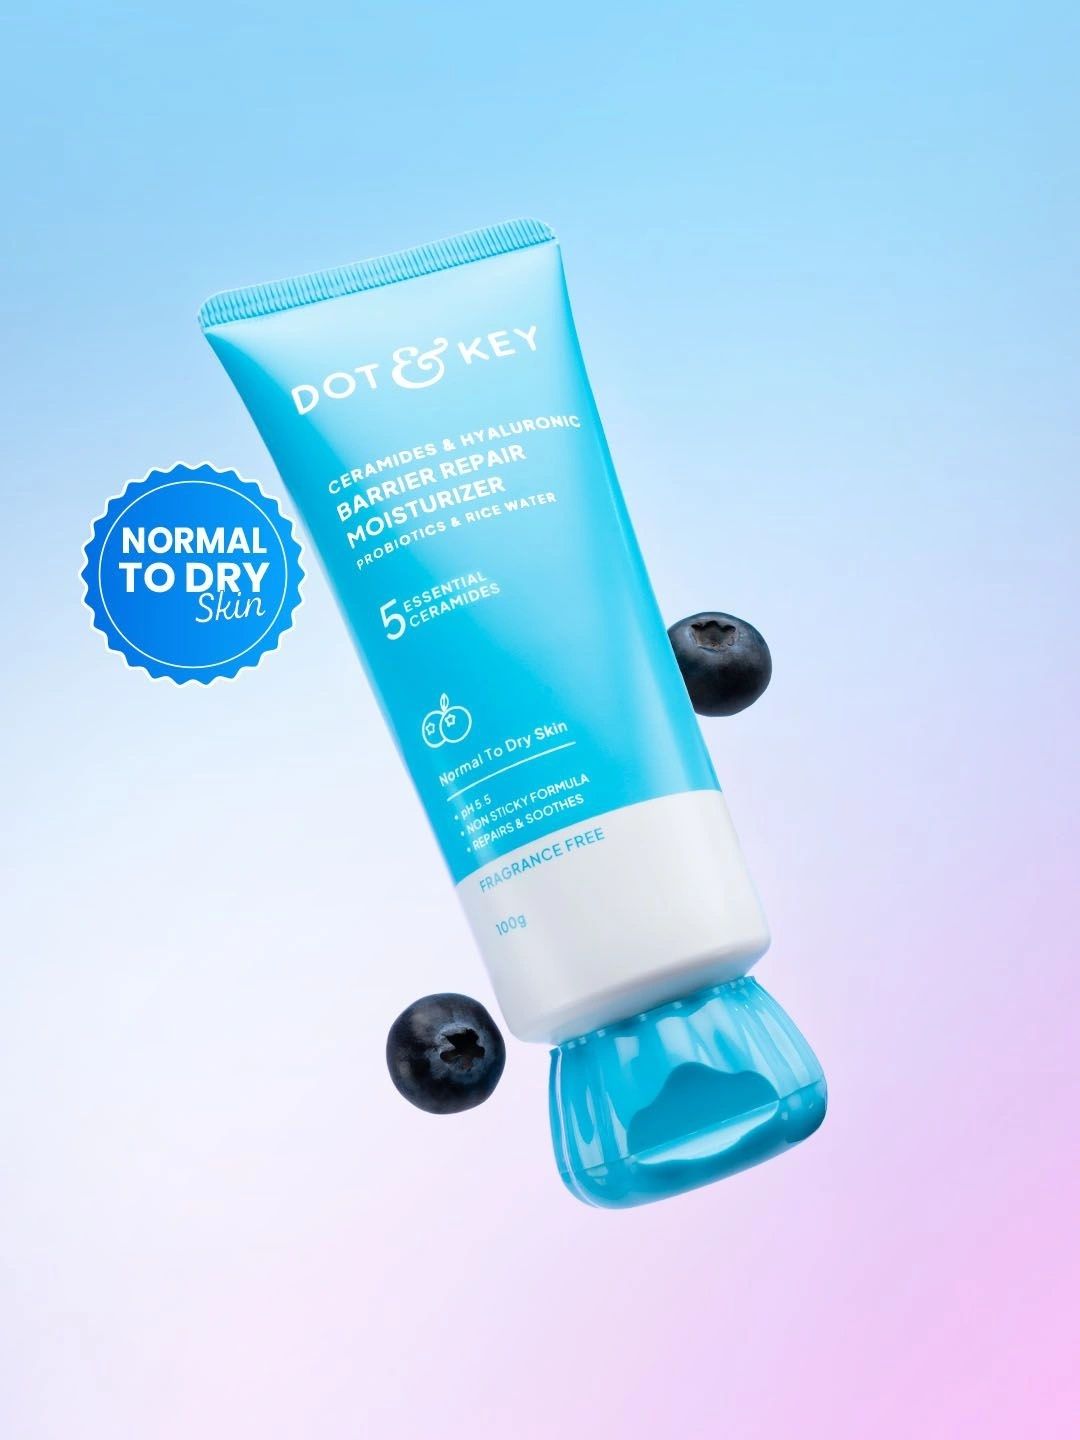 DOT & KEY
CERAMIDES & HYALURONIC
BARRIER REPAIR
MOISTURIZER
PROBIOTICS & RICE WATER
5 ESSENTIAL
CERAMIDES
Normal To Dry Skin
• pH 5.5
• NON STICKY FORMULA
• REPAIRS & SOOTHES
FRAGRANCE FREE
100g
NORMAL
TO DRY
Skin